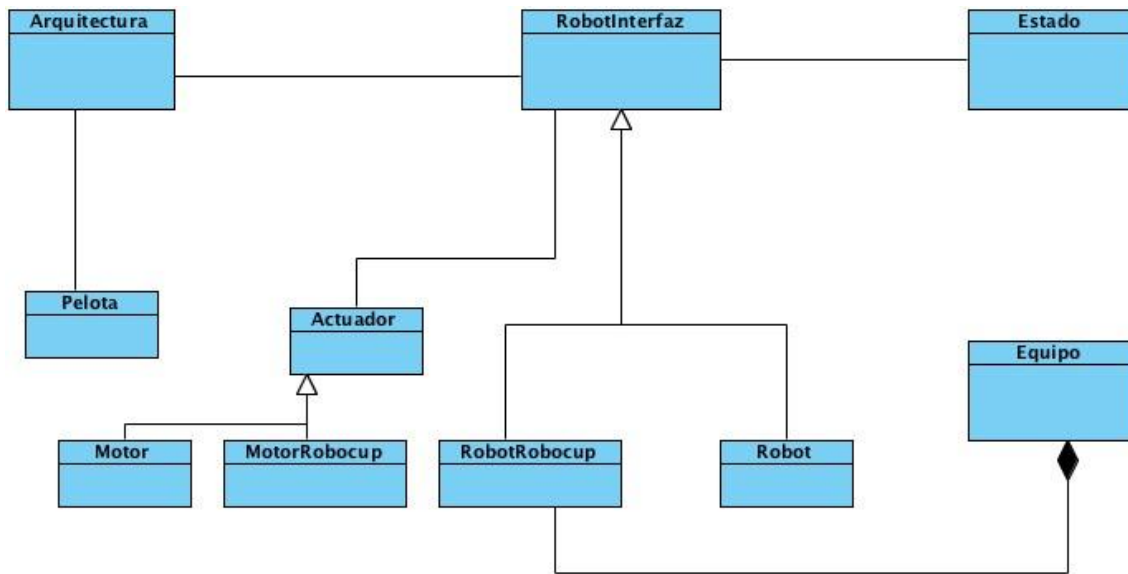 Arquitectura
RobotInterfaz
Estado
Pelota
Actuador
Equipo
Motor
MotorRobocup
RobotRobocup
Robot